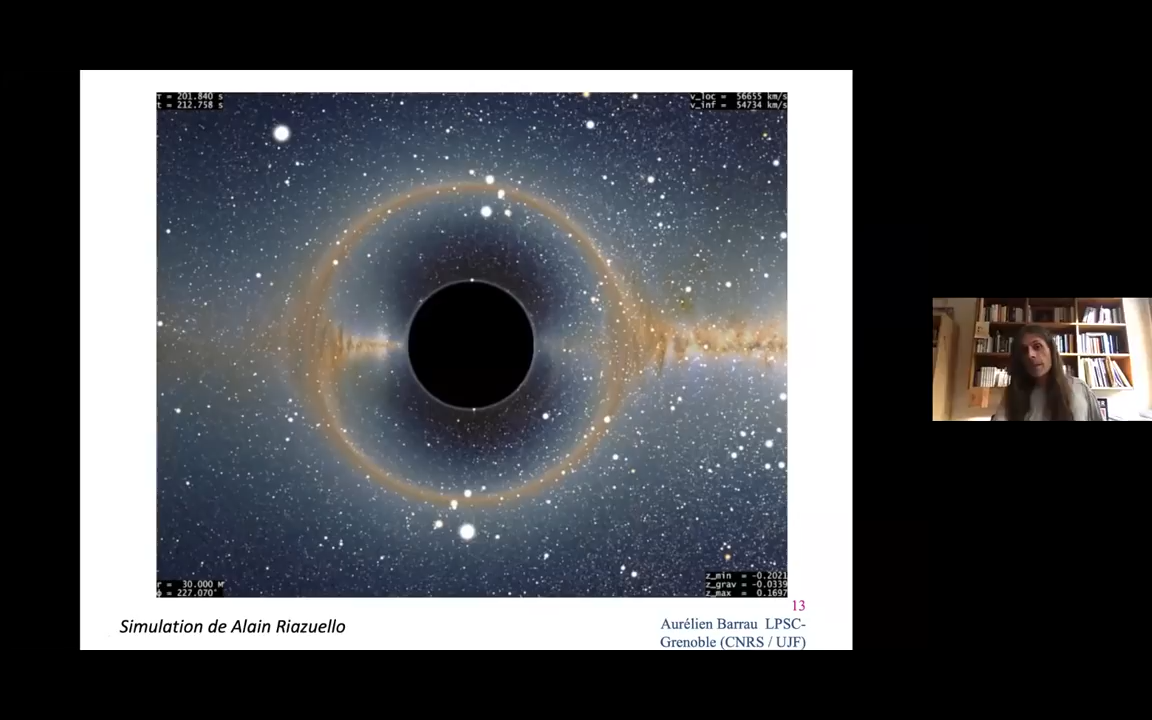 τ = 201.840 s
t = 212.758 s
v_loc = 56655 km/s
v_inf = 54734 km/s
r = 30.000 M
φ = 227.070°
z_min = -0.2021
z_grav = -0.0339
z_max = 0.1697
13
Simulation de Alain Riazuello
Aurélien Barrau LPSC-
Grenoble (CNRS / UJF)